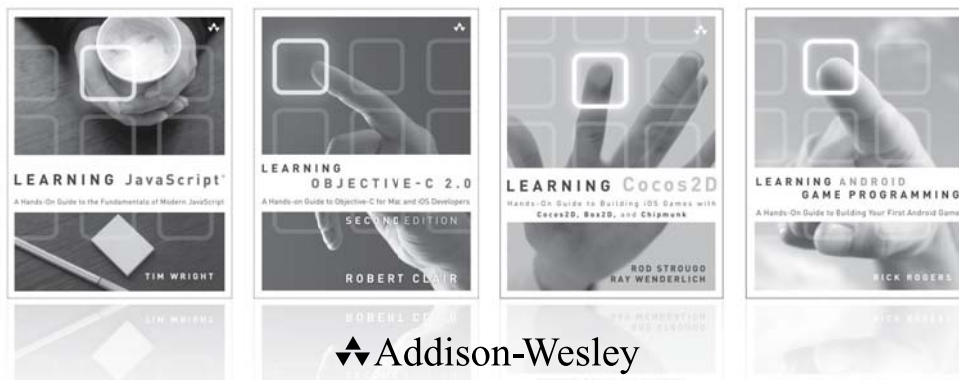 LEARNING JavaScript
A Hands-On Guide to the Fundamentals of Modern JavaScript
TIM WRIGHT
LEARNING
OBJECTIVE-C 2.0
A Hands-on Guide to Objective-C for Mac and iOS Developers
SECOND EDITION
ROBERT CLAIR
LEARNING Cocos2D
Hands-On Guide to Building iOS Games with
Cocos2D, Box2D, and Chipmunk
ROD STROUGO
RAY WENDERLICH
LEARNING ANDROID
GAME PROGRAMMING
A Hands-On Guide to Building Your First Android Game
RICK ROGERS
Addison-Wesley